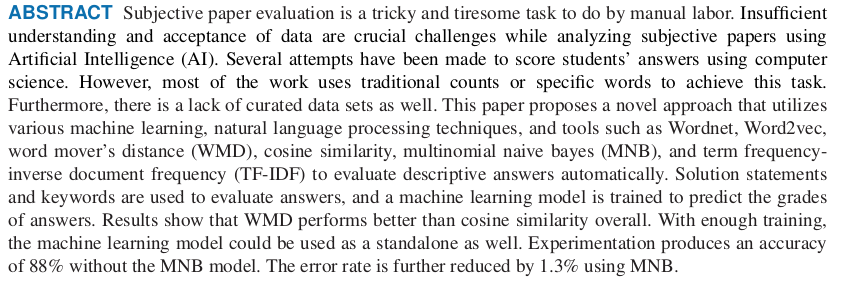 ABSTRACT Subjective paper evaluation is a tricky and tiresome task to do by manual labor. Insufficient
understanding and acceptance of data are crucial challenges while analyzing subjective papers using
Artificial Intelligence (AI). Several attempts have been made to score students' answers using computer
science. However, most of the work uses traditional counts or specific words to achieve this task.
Furthermore, there is a lack of curated data sets as well. This paper proposes a novel approach that utilizes
various machine learning, natural language processing techniques, and tools such as Wordnet, Word2vec,
word mover's distance (WMD), cosine similarity, multinomial naive bayes (MNB), and term frequency-
inverse document frequency (TF-IDF) to evaluate descriptive answers automatically. Solution statements
and keywords are used to evaluate answers, and a machine learning model is trained to predict the grades
of answers. Results show that WMD performs better than cosine similarity overall. With enough training,
the machine learning model could be used as a standalone as well. Experimentation produces an accuracy
of 88% without the MNB model. The error rate is further reduced by 1.3% using MNB.